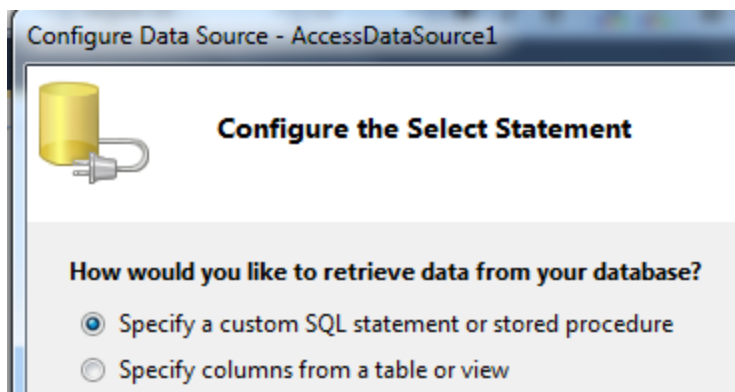 Configure Data Source - AccessDataSource1
Configure the Select Statement
How would you like to retrieve data from your database?
Specify a custom SQL statement or stored procedure
Specify columns from a table or view